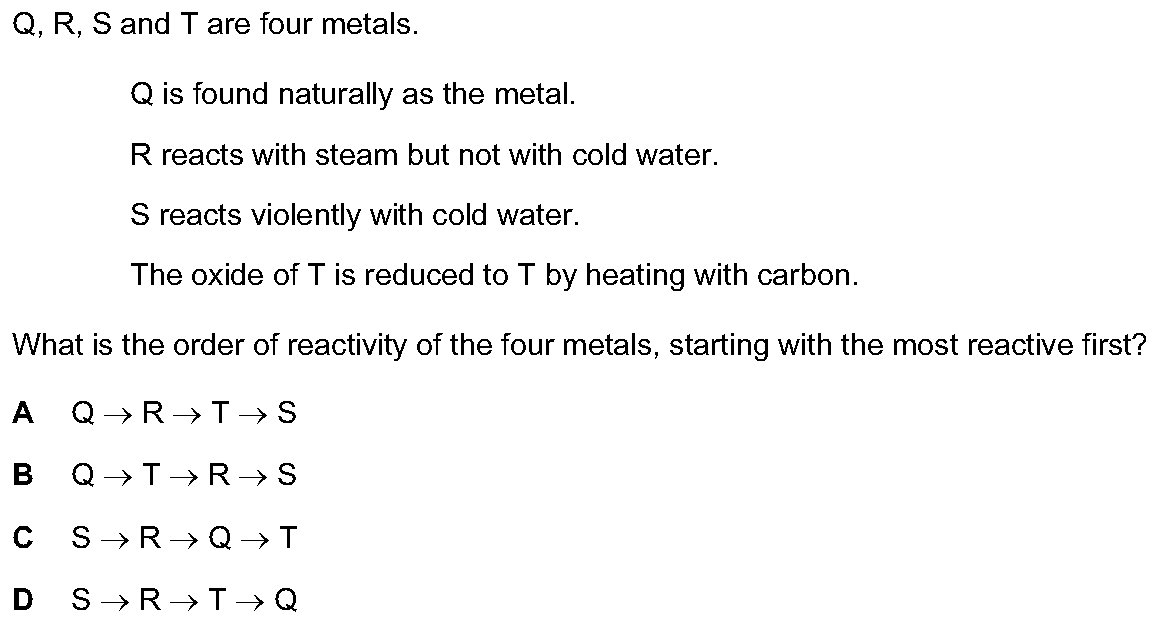 Q, R, S and T are four metals.
Q is found naturally as the metal.
R reacts with steam but not with cold water.
S reacts violently with cold water.
The oxide of T is reduced to T by heating with carbon.
What is the order of reactivity of the four metals, starting with the most reactive first?
A Q → R → T → S
B Q → T → R → S
C S → R → Q → T
D S → R → T → Q